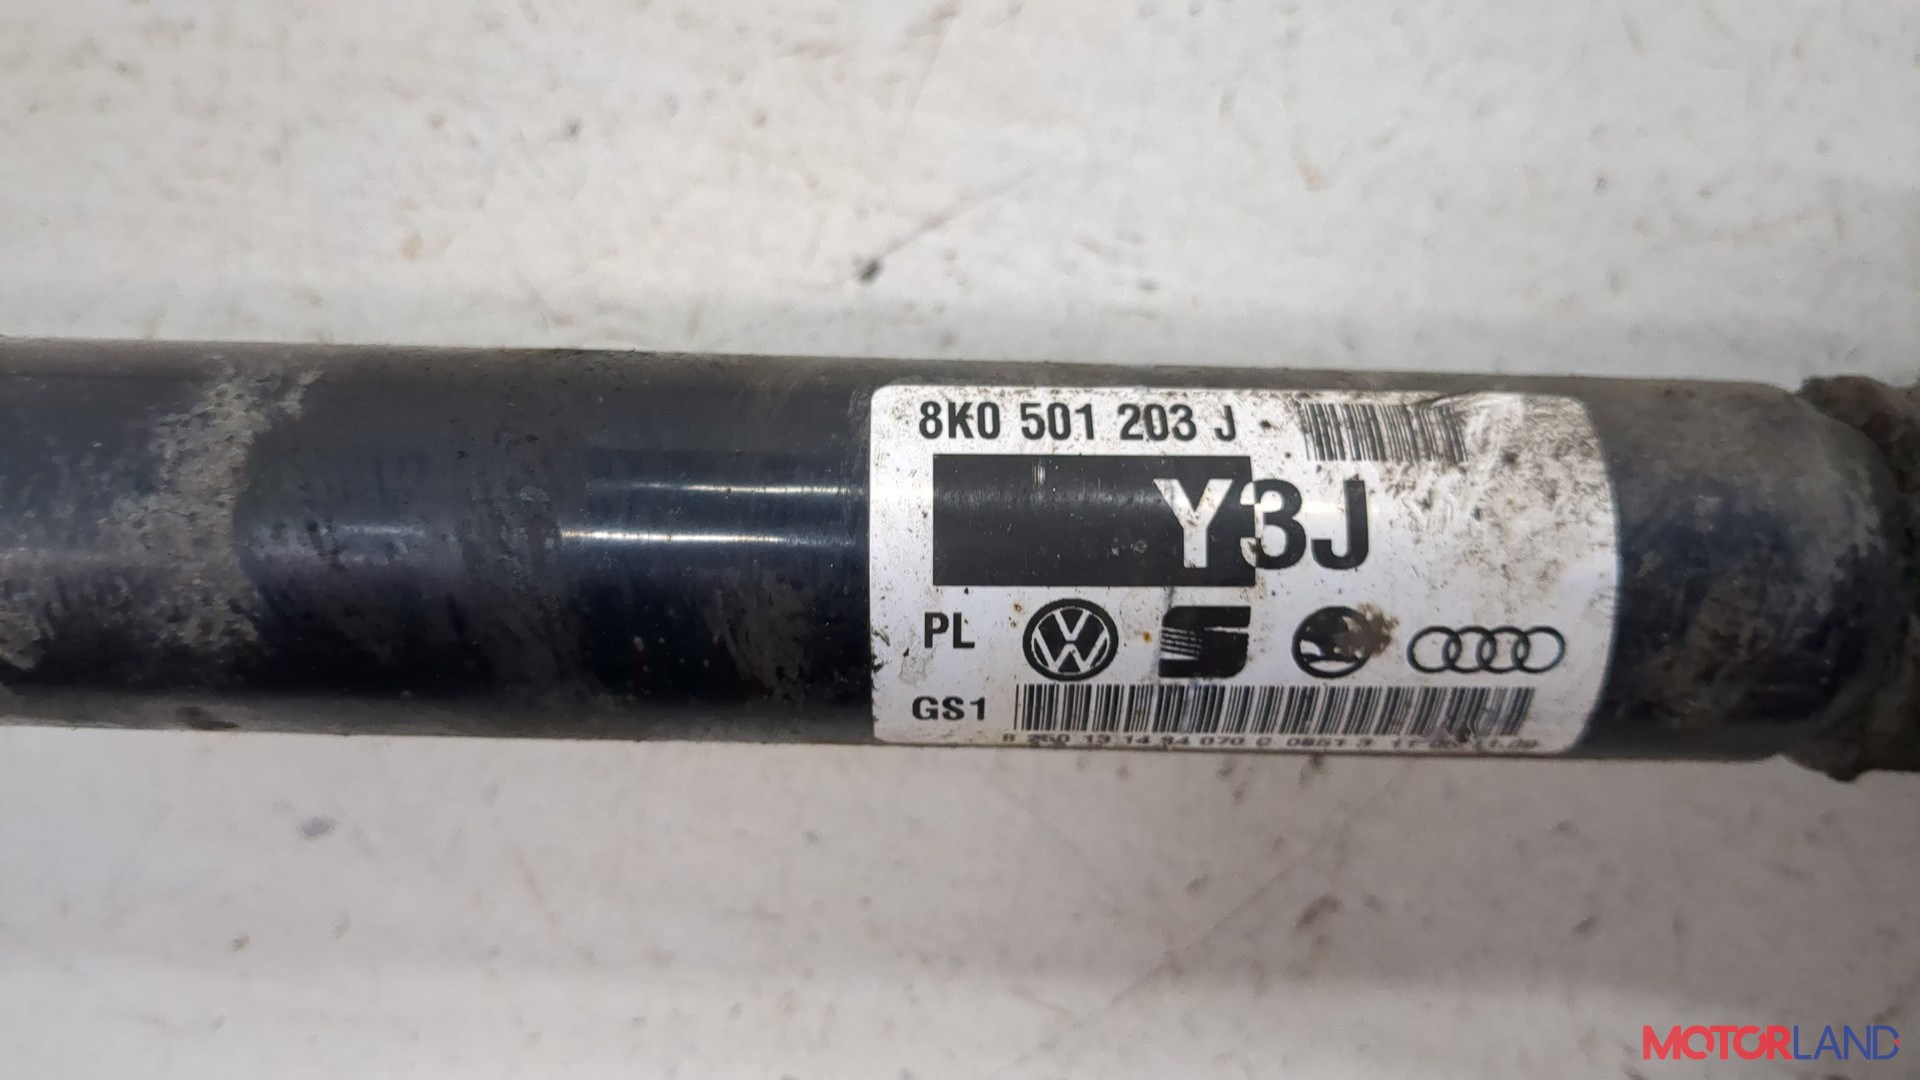 8K0 501 203 J
Y3J
PL
GS1
MOTORLAND